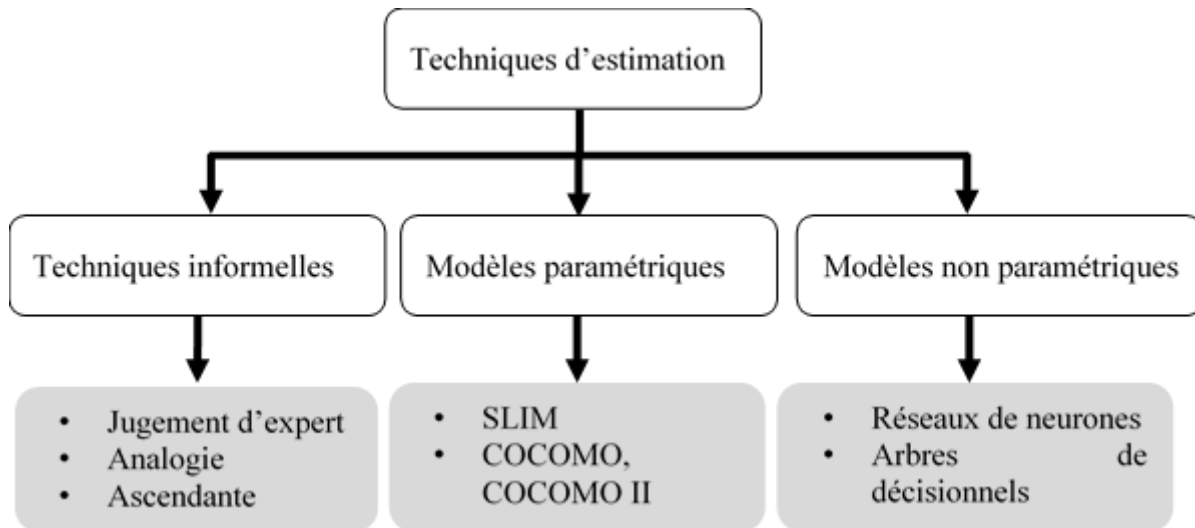 Techniques d’estimation
Techniques informelles
Modèles paramétriques
Modèles non paramétriques
• Jugement d’expert
• Analogie
• Ascendante
• SLIM
• COCOMO,
COCOMO II
• Réseaux de neurones
• Arbres de
décisionnels